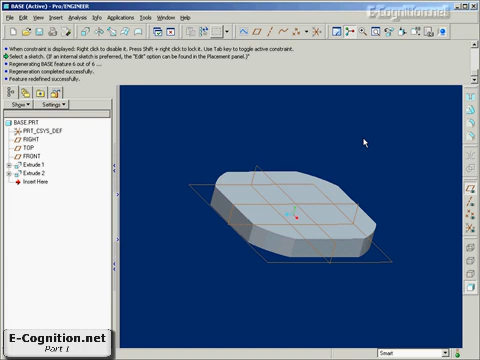 BASE (Active) - Pro/ENGINEER
E-Cognition.net
File Edit View Insert Analysis Info Applications Tools Window Help
• When constraint is displayed: Right click to disable it. Press Shift + right click to lock it. Use Tab key to toggle active constraint.
Select a sketch. (If an internal sketch is preferred, the "Edit" option can be found in the Placement panel.)"
• Regenerating BASE feature 6 out of 6 ...
• Regeneration completed successfully.
• Feature redefined successfully.
Show Settings
BASE.PRT
PRT_CSYS_DEF
RIGHT
TOP
FRONT
Extrude 1
Extrude 2
Insert Here
E-Cognition.net
Part 1
Smart